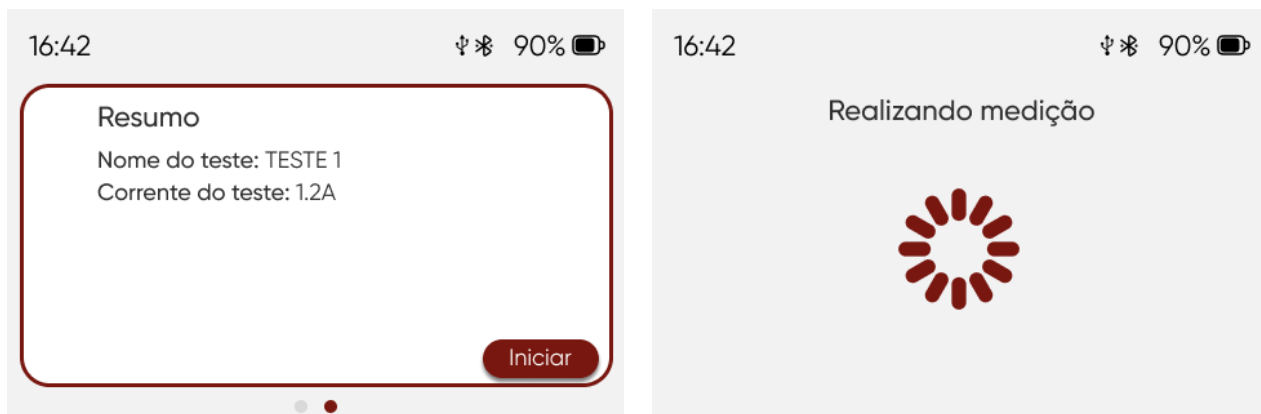 16:42 90%
Resumo
Nome do teste: TESTE 1
Corrente do teste: 1.2A
Iniciar
16:42 90%
Realizando medição